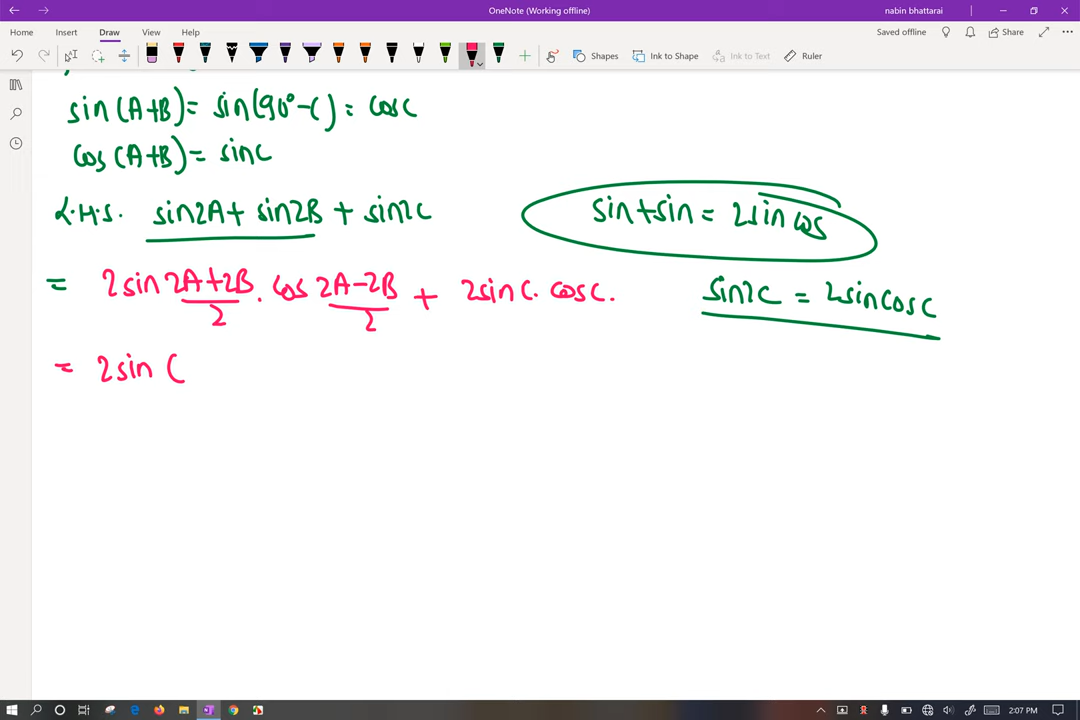 OneNote (Working offline)
nabin bhattarai
Home Insert Draw View Help
Saved offline
Share
Shapes
Ink to Shape
Ink to Text
Ruler
sin(A+B)= sin(90°-C)= cosC
cos(A+B)= sinC
L.H.S. sin2A+ sin2B + sin2C
sin+sin = 2sin cos
= 2sin 2A+2B/2 . cos 2A-2B/2 + 2sinC. cosC.
sin2C = 2sinCosC
= 2sin (
2:07 PM